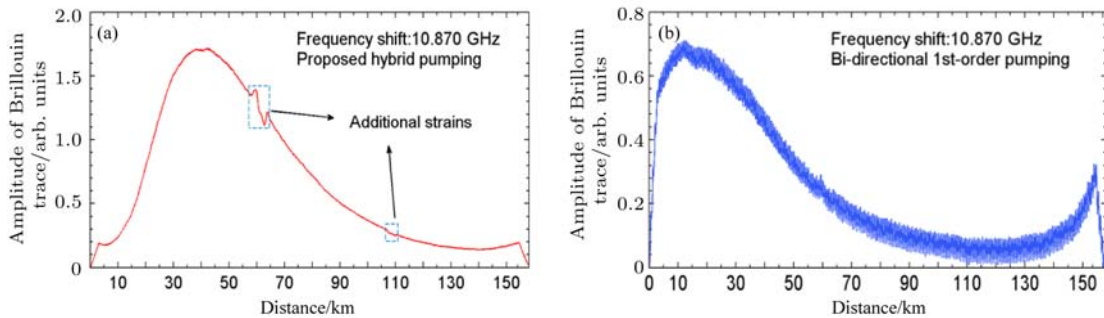 (a)
Frequency shift:10.870 GHz
Proposed hybrid pumping
Additional strains
Amplitude of Brillouin
trace/arb. units
2.0
1.5
1.0
0.5
0
10 30 50 70 90 110 130 150
Distance/km
(b)
Frequency shift:10.870 GHz
Bi-directional 1st-order pumping
Amplitude of Brillouin
trace/arb. units
0.8
0.6
0.4
0.2
0
0 10 30 50 70 90 110 130 150
Distance/km